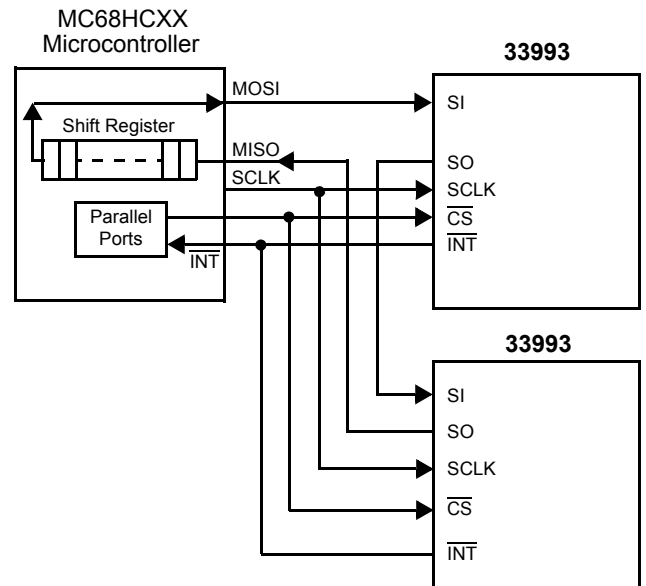 MC68HCXX
Microcontroller
33993
MOSI
SI
Shift Register
MISO
SO
SCLK
SCLK
Parallel
Ports
CS
INT
INT
33993
SI
SO
SCLK
CS
INT